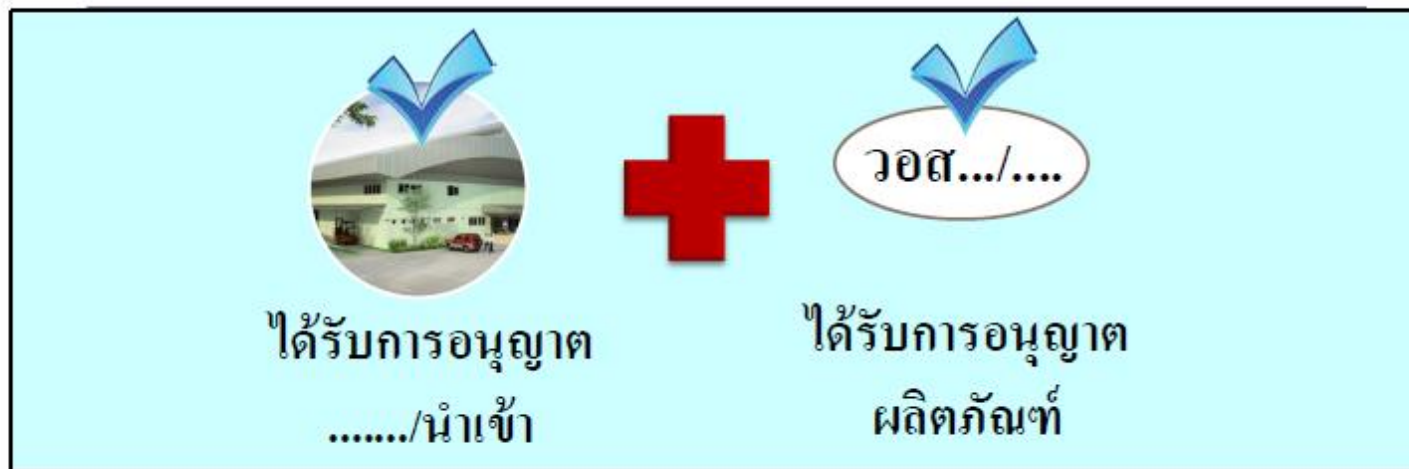 วอส.../....
ได้รับการอนุญาต
......./นำเข้า
ได้รับการอนุญาต
ผลิตภัณฑ์